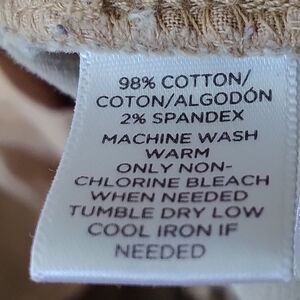 98% COTTON/
COTON/ALGODÓN
2% SPANDEX
MACHINE WASH
WARM
ONLY NON-
CHLORINE BLEACH
WHEN NEEDED
TUMBLE DRY LOW
COOL IRON IF
NEEDED